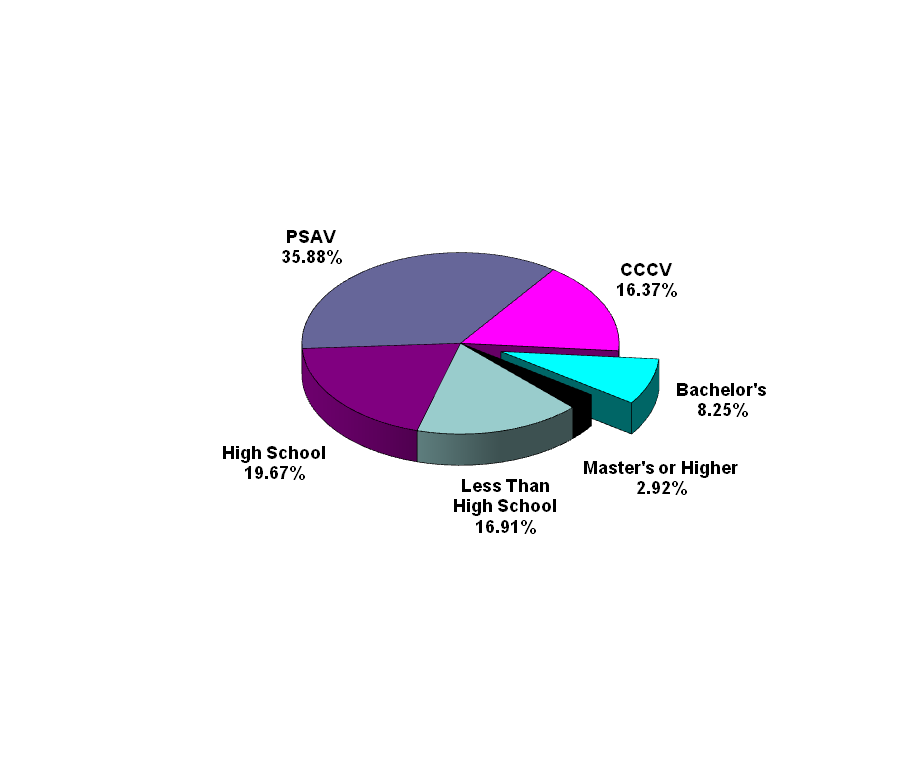 PSAV
35.88%
CCCV
16.37%
Bachelor's
8.25%
High School
19.67%
Master's or Higher
2.92%
Less Than
High School
16.91%